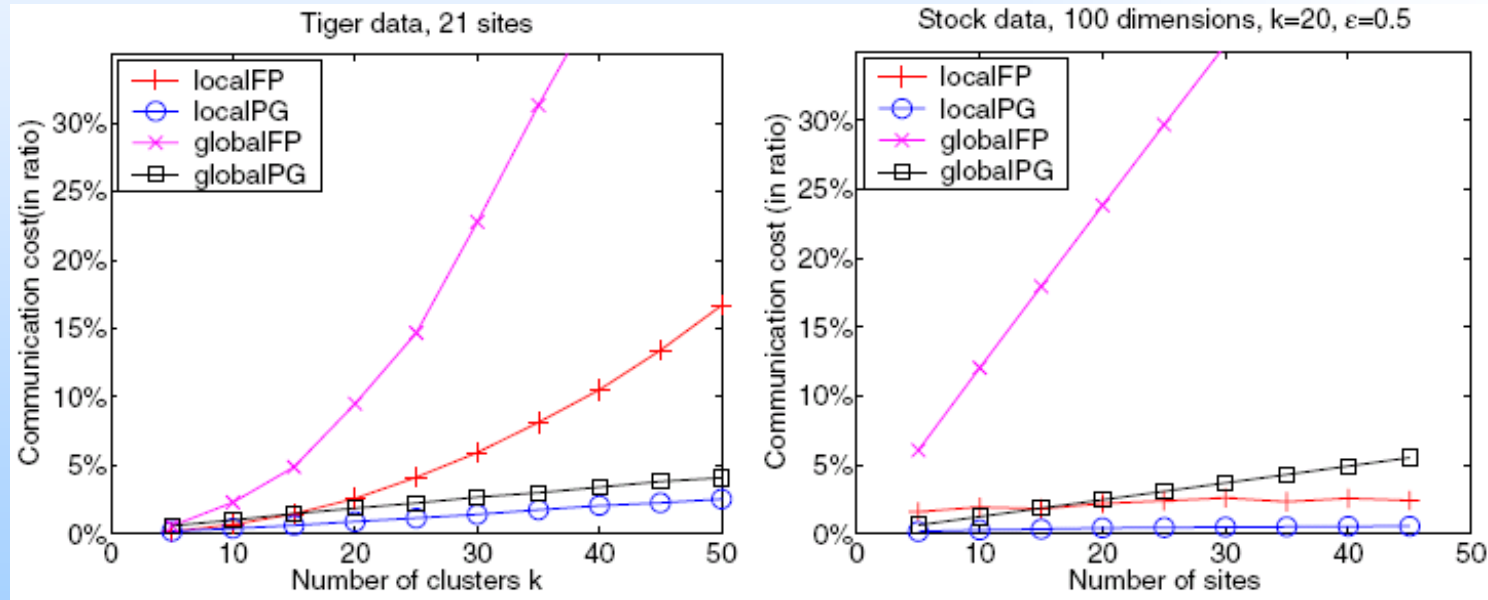 Tiger data, 21 sites
localFP
localPG
globalFP
globalPG
Communication cost(in ratio)
30%
25%
20%
15%
10%
5%
0%
0
10
20
30
40
50
Number of clusters k
Stock data, 100 dimensions, k=20, ε=0.5
localFP
localPG
globalFP
globalPG
Communication cost (in ratio)
30%
25%
20%
15%
10%
5%
0%
0
10
20
30
40
50
Number of sites